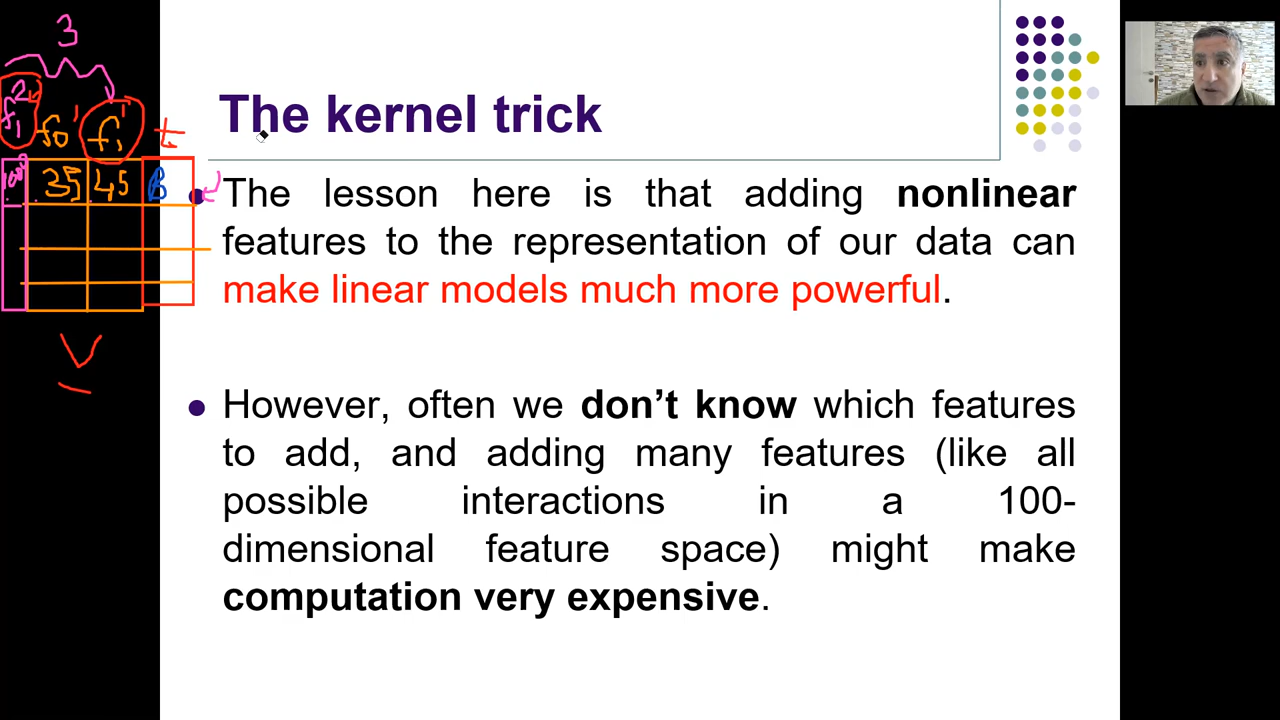 3
f₁² f₀ f₁ t
35 45 B
The kernel trick
The lesson here is that adding nonlinear
features to the representation of our data can
make linear models much more powerful.
However, often we don’t know which features
to add, and adding many features (like all
possible interactions in a 100-
dimensional feature space) might make
computation very expensive.